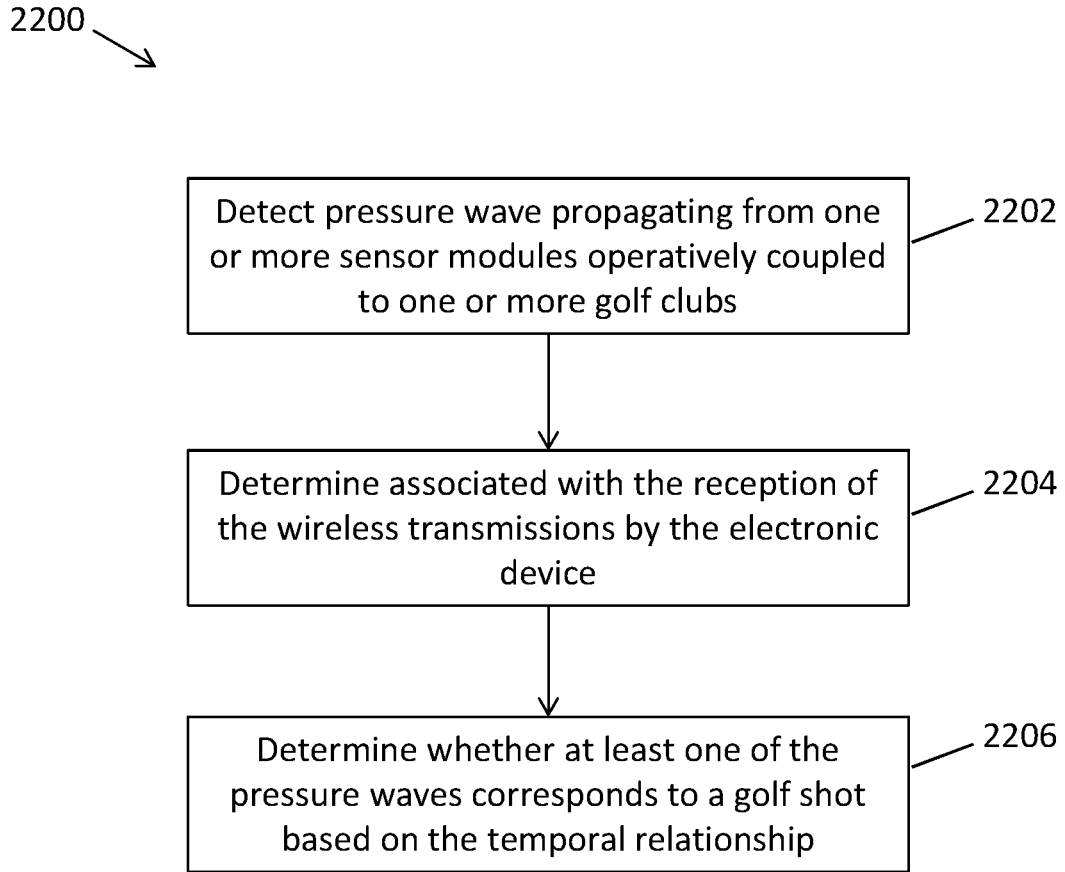 2200
Detect pressure wave propagating from one
or more sensor modules operatively coupled
to one or more golf clubs
2202
Determine associated with the reception of
the wireless transmissions by the electronic
device
2204
Determine whether at least one of the
pressure waves corresponds to a golf shot
based on the temporal relationship
2206